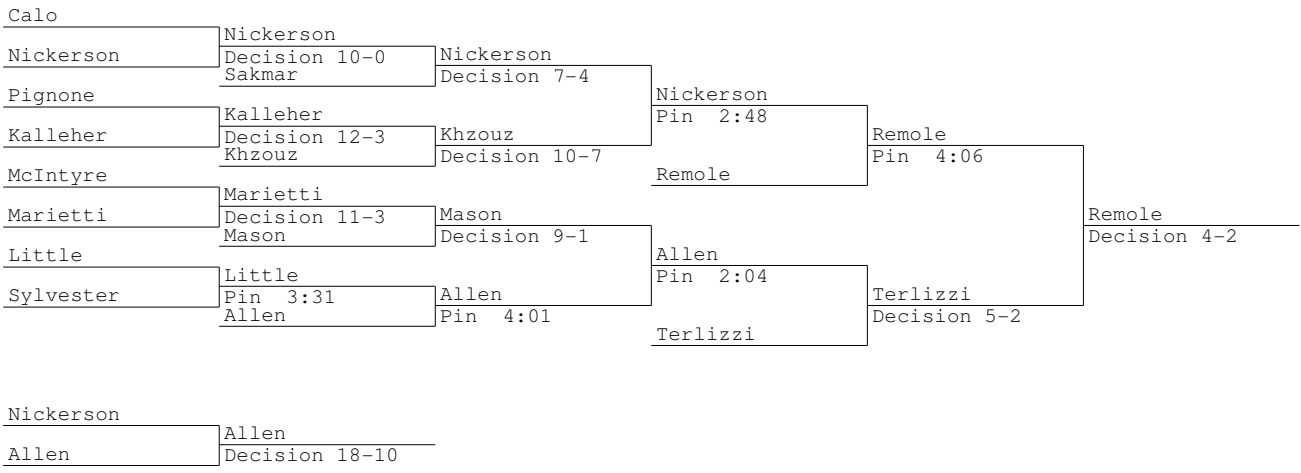 Calo
Nickerson
Nickerson
Decision 10-0
Nickerson
Sakmar
Decision 7-4
Pignone
Nickerson
Kalleher
Pin 2:48
Kalleher
Decision 12-3
Khzouz
Remole
Khzouz
Decision 10-7
Pin 4:06
McIntyre
Remole
Marietti
Marietti
Decision 11-3
Mason
Remole
Mason
Decision 9-1
Decision 4-2
Little
Allen
Little
Pin 2:04
Sylvester
Pin 3:31
Allen
Terlizzi
Allen
Pin 4:01
Decision 5-2
Terlizzi
Nickerson
Allen
Allen
Decision 18-10